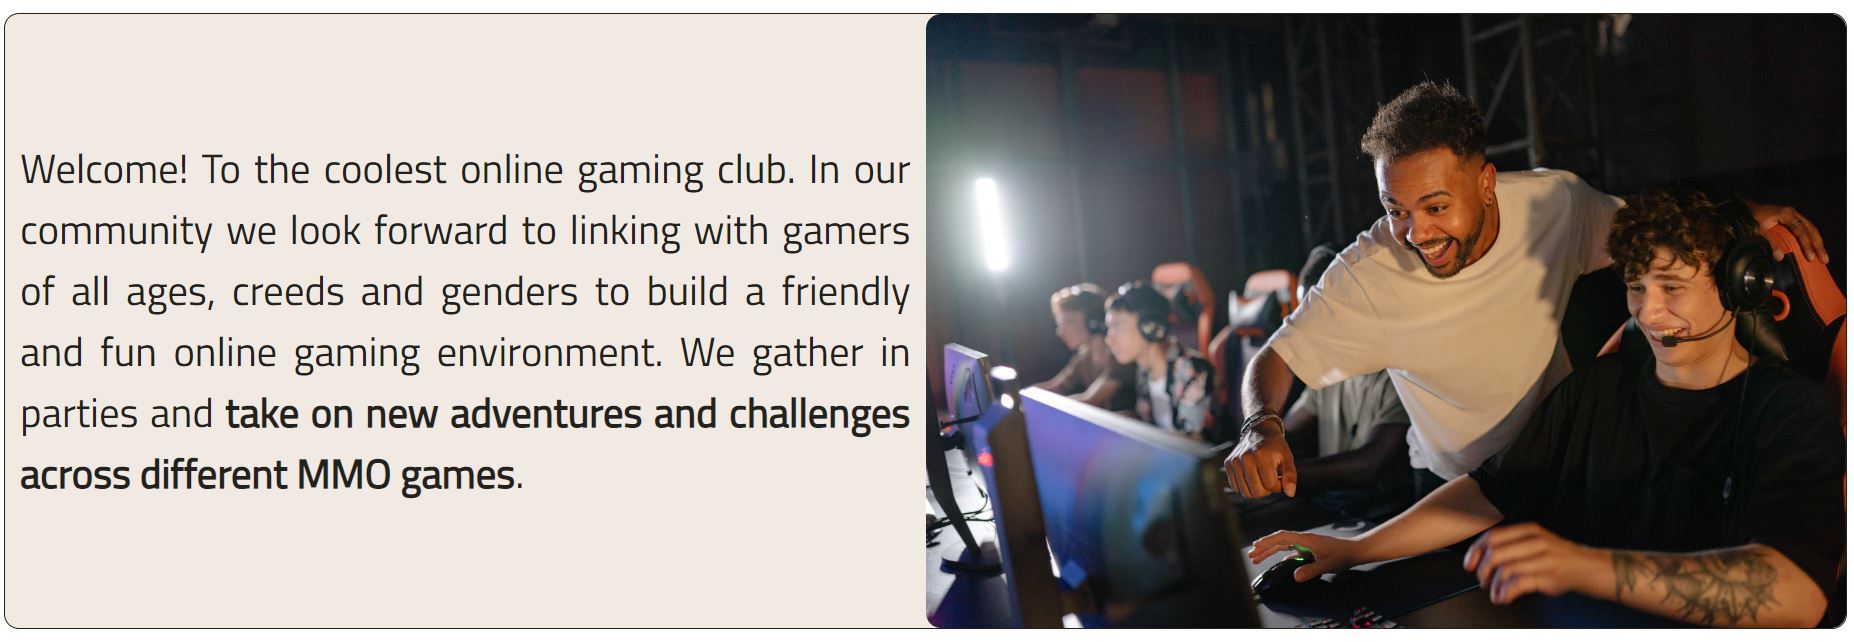 Welcome! To the coolest online gaming club. In our
community we look forward to linking with gamers
of all ages, creeds and genders to build a friendly
and fun online gaming environment. We gather in
parties and take on new adventures and challenges
across different MMO games.